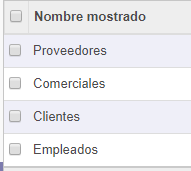 Nombre mostrado
Proveedores
Comerciales
Clientes
Empleados